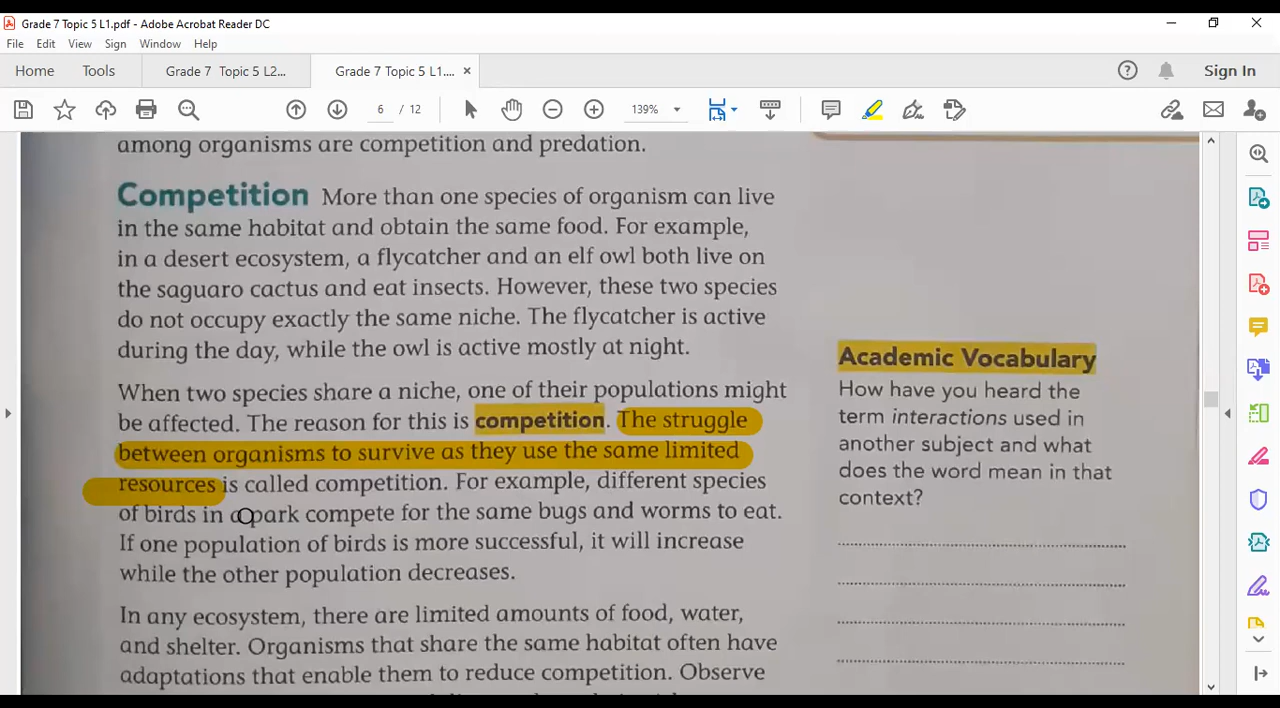 Grade 7 Topic 5 L1.pdf - Adobe Acrobat Reader DC
File Edit View Sign Window Help
Home Tools Grade 7 Topic 5 L2... Grade 7 Topic 5 L1.... × Sign In
6 / 12 139%
among organisms are competition and predation.
Competition More than one species of organism can live
in the same habitat and obtain the same food. For example,
in a desert ecosystem, a flycatcher and an elf owl both live on
the saguaro cactus and eat insects. However, these two species
do not occupy exactly the same niche. The flycatcher is active
during the day, while the owl is active mostly at night.
When two species share a niche, one of their populations might
be affected. The reason for this is competition. The struggle
between organisms to survive as they use the same limited
resources is called competition. For example, different species
of birds in a park compete for the same bugs and worms to eat.
If one population of birds is more successful, it will increase
while the other population decreases.
In any ecosystem, there are limited amounts of food, water,
and shelter. Organisms that share the same habitat often have
adaptations that enable them to reduce competition. Observe
Academic Vocabulary
How have you heard the
term interactions used in
another subject and what
does the word mean in that
context?